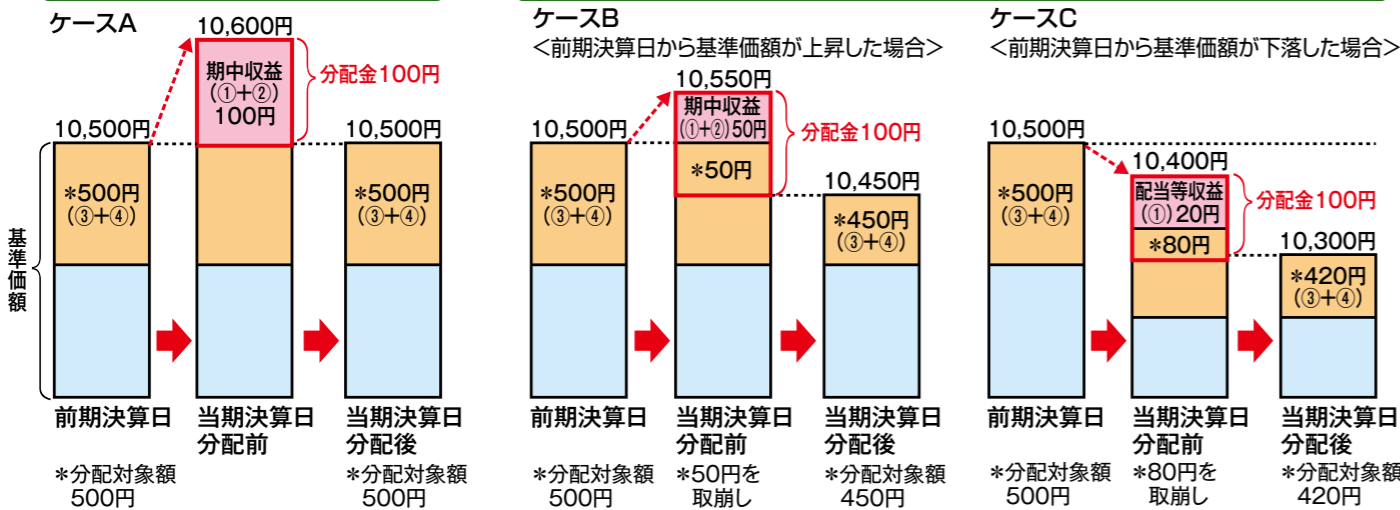 ケースA
10,600円
期中収益
(①+②)
100円
分配金100円
10,500円
10,500円
*500円
(③+④)
*500円
(③+④)
基準価額
前期決算日
当期決算日
分配前
当期決算日
分配後
*分配対象額
500円
*分配対象額
500円
ケースB
<前期決算日から基準価額が上昇した場合>
10,550円
期中収益
(①+②)50円
分配金100円
10,500円
*500円
(③+④)
*50円
10,450円
*450円
(③+④)
前期決算日
当期決算日
分配前
当期決算日
分配後
*分配対象額
500円
*50円を
取崩し
*分配対象額
450円
ケースC
<前期決算日から基準価額が下落した場合>
10,500円
*500円
(③+④)
10,400円
配当等収益
(①)20円
分配金100円
*80円
10,300円
*420円
(③+④)
前期決算日
当期決算日
分配前
当期決算日
分配後
*分配対象額
500円
*80円を
取崩し
*分配対象額
420円